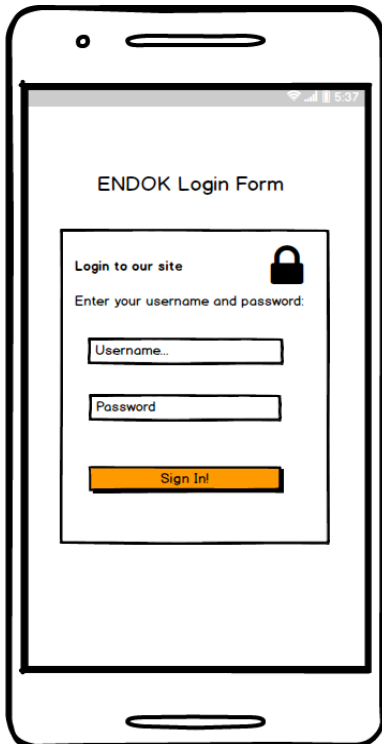 5:37
ENDOK Login Form
Login to our site
Enter your username and password:
Username...
Password
Sign In!